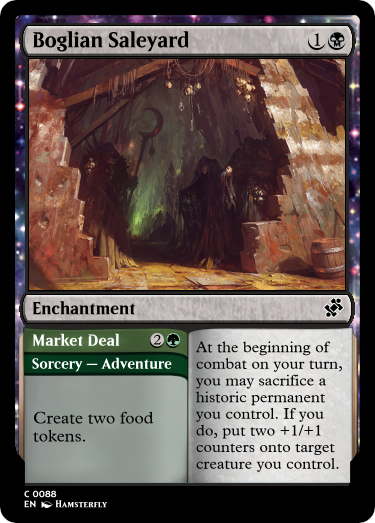 Boglian Saleyard 1
Enchantment
Market Deal 2
Sorcery — Adventure
Create two food
tokens.
At the beginning of
combat on your turn,
you may sacrifice a
historic permanent
you control. If you
do, put two +1/+1
counters onto target
creature you control.
C 0088
EN Hamsterfly